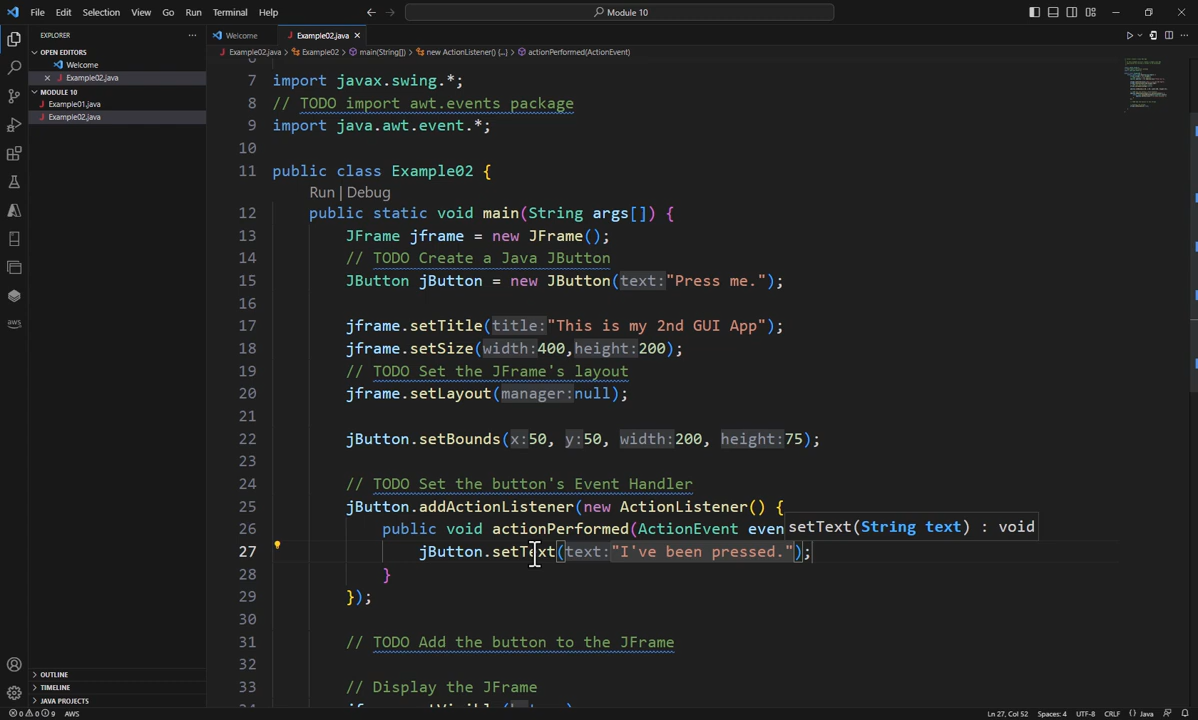 File Edit Selection View Go Run Terminal Help
Module 10
EXPLORER
Welcome
Example02.java
Example02.java > Example02 > main(String[]) > new ActionListener() {...} > actionPerformed(ActionEvent)
OPEN EDITORS
Welcome
Example02.java
MODULE 10
Example01.java
Example02.java
7 import javax.swing.*;
8 // TODO import awt.events package
9 import java.awt.event.*;
10
11 public class Example02 {
Run | Debug
12 public static void main(String args[]) {
13 JFrame jframe = new JFrame();
14 // TODO Create a Java JButton
15 JButton jButton = new JButton(text:"Press me.");
16
17 jframe.setTitle(title:"This is my 2nd GUI App");
18 jframe.setSize(width:400,height:200);
19 // TODO Set the JFrame's layout
20 jframe.setLayout(manager:null);
21
22 jButton.setBounds(x:50, y:50, width:200, height:75);
23
24 // TODO Set the button's Event Handler
25 jButton.addActionListener(new ActionListener() {
26 public void actionPerformed(ActionEvent even
setText(String text) : void
27 jButton.setText(text:"I've been pressed.");
28 }
29 });
30
31 // TODO Add the button to the JFrame
32
33 // Display the JFrame
OUTLINE
TIMELINE
JAVA PROJECTS
aws
0 0 9 AWS
Ln 27, Col 52 Spaces: 4 UTF-8 CRLF {} Java